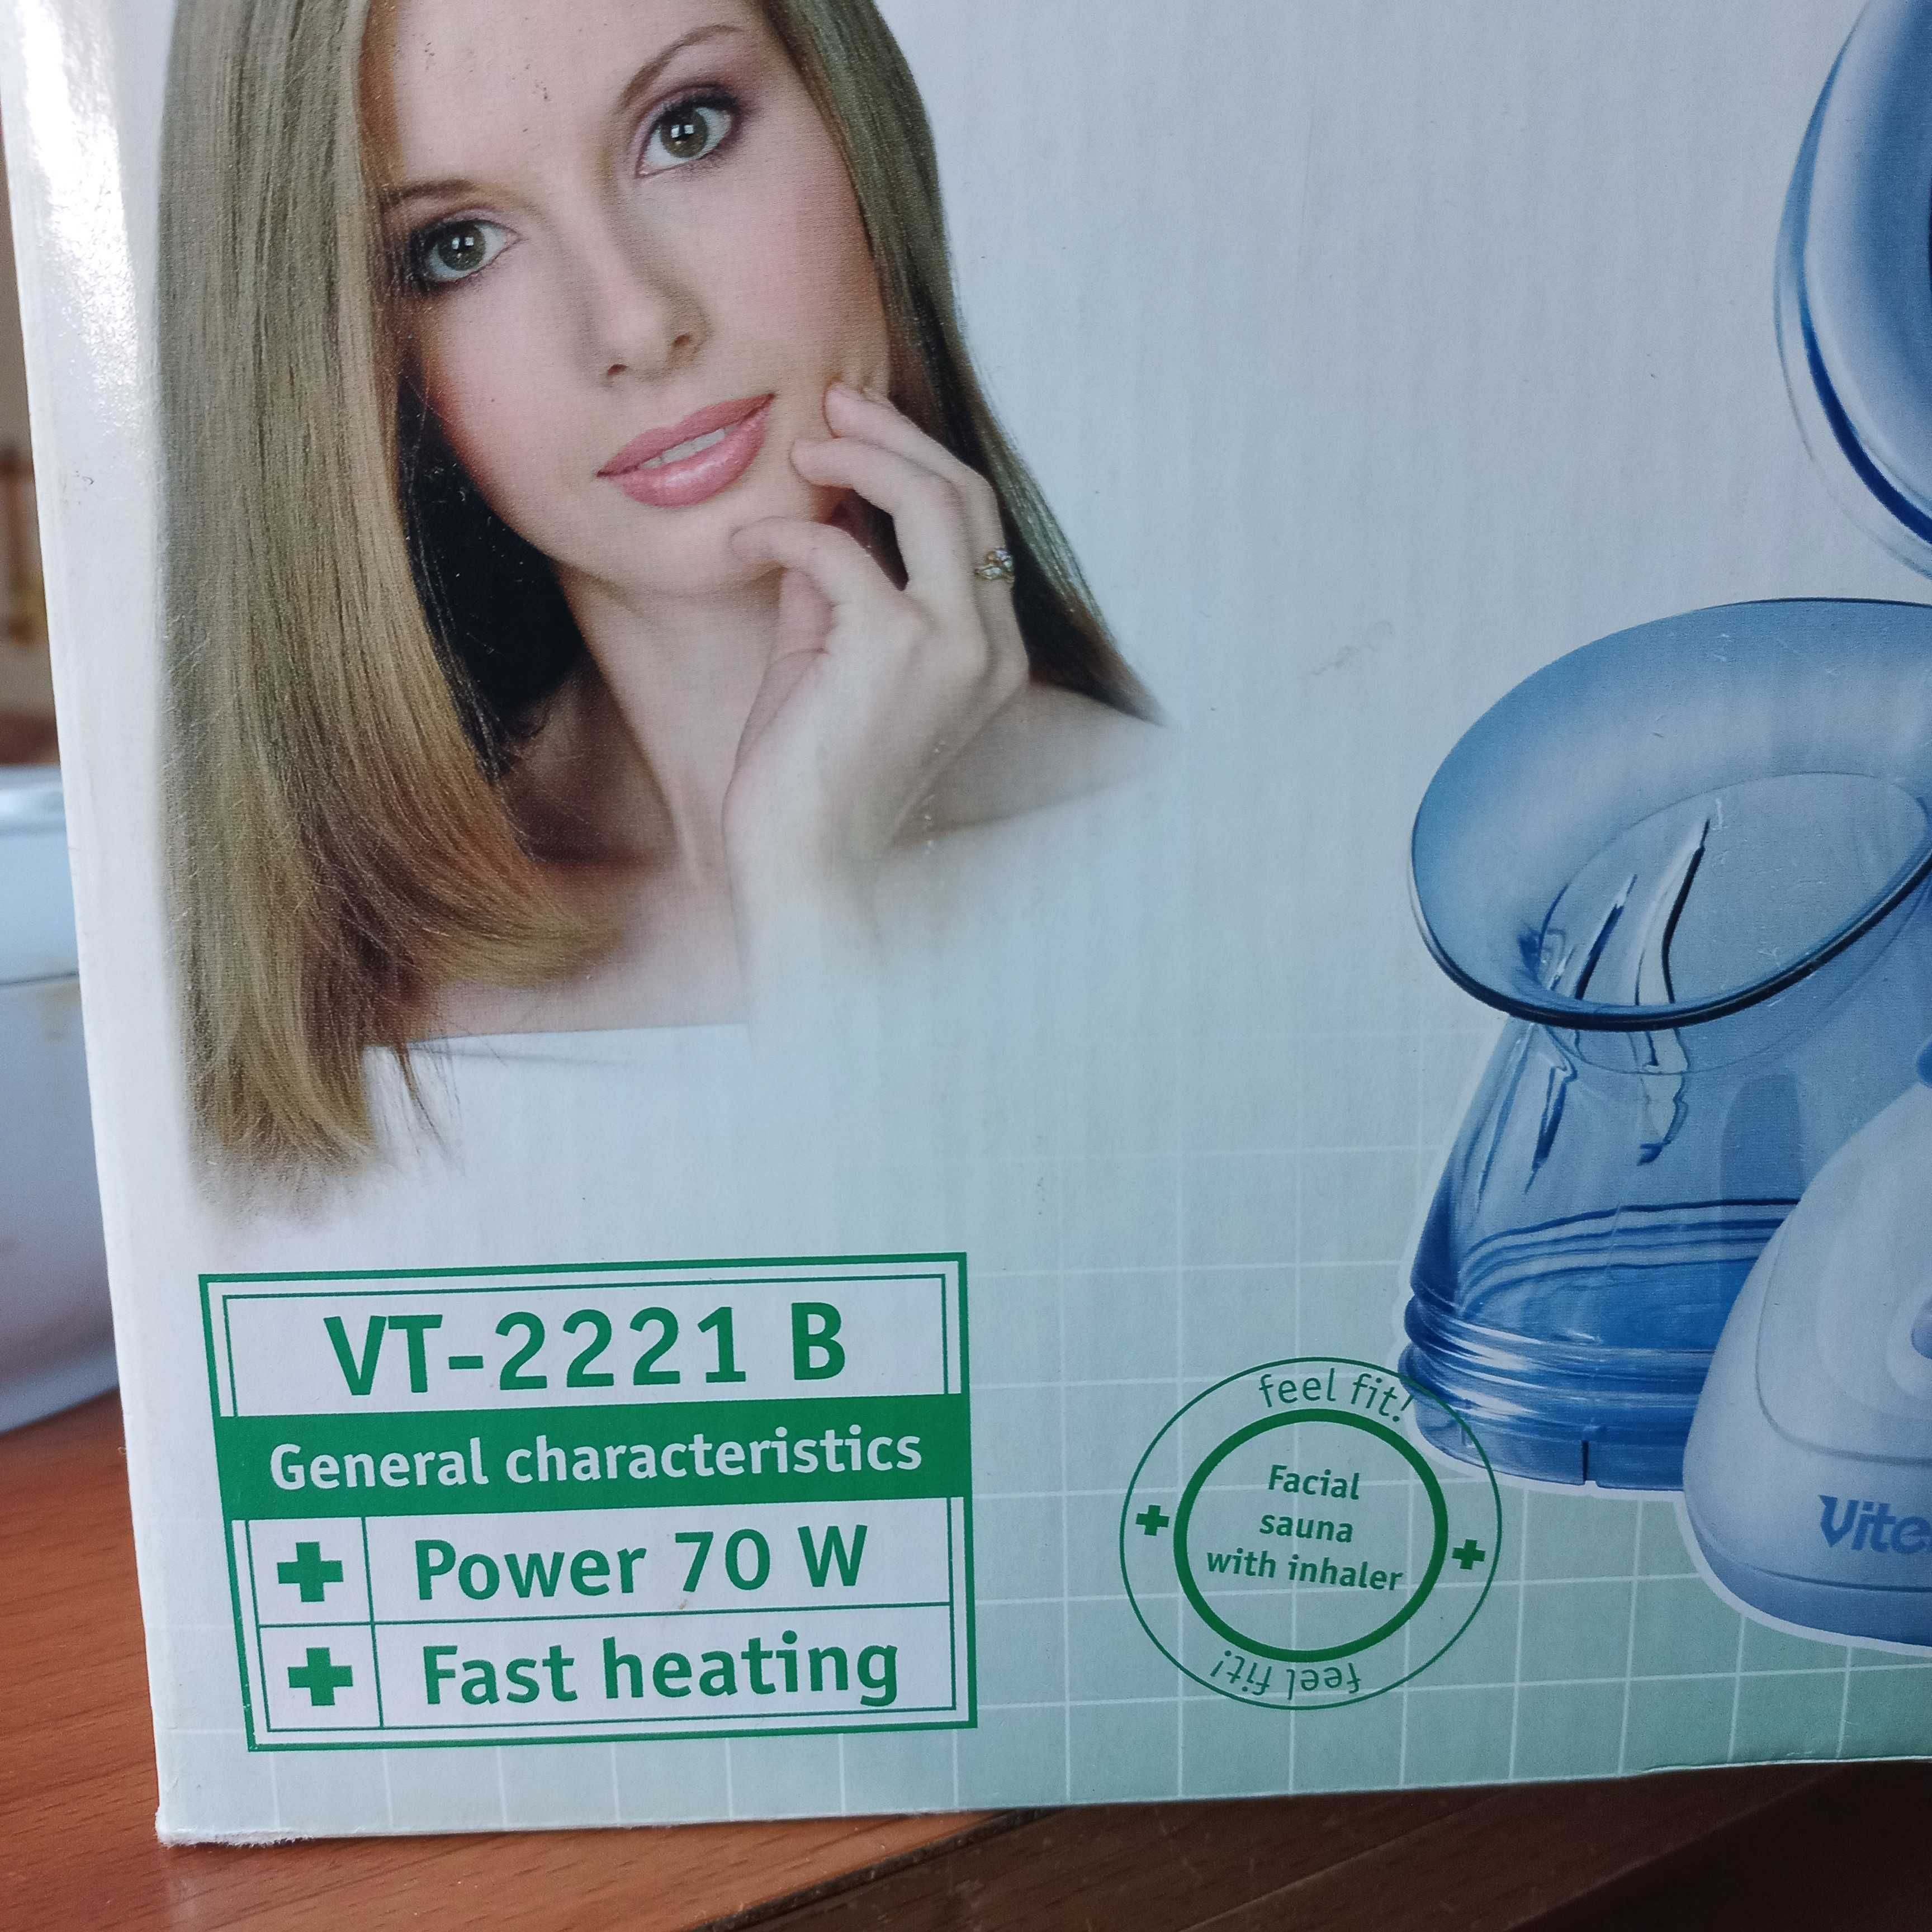 VT-2221 B
General characteristics
Power 70 W
Fast heating
feel fit!
Facial
sauna
with inhaler
feel fit!
Vite